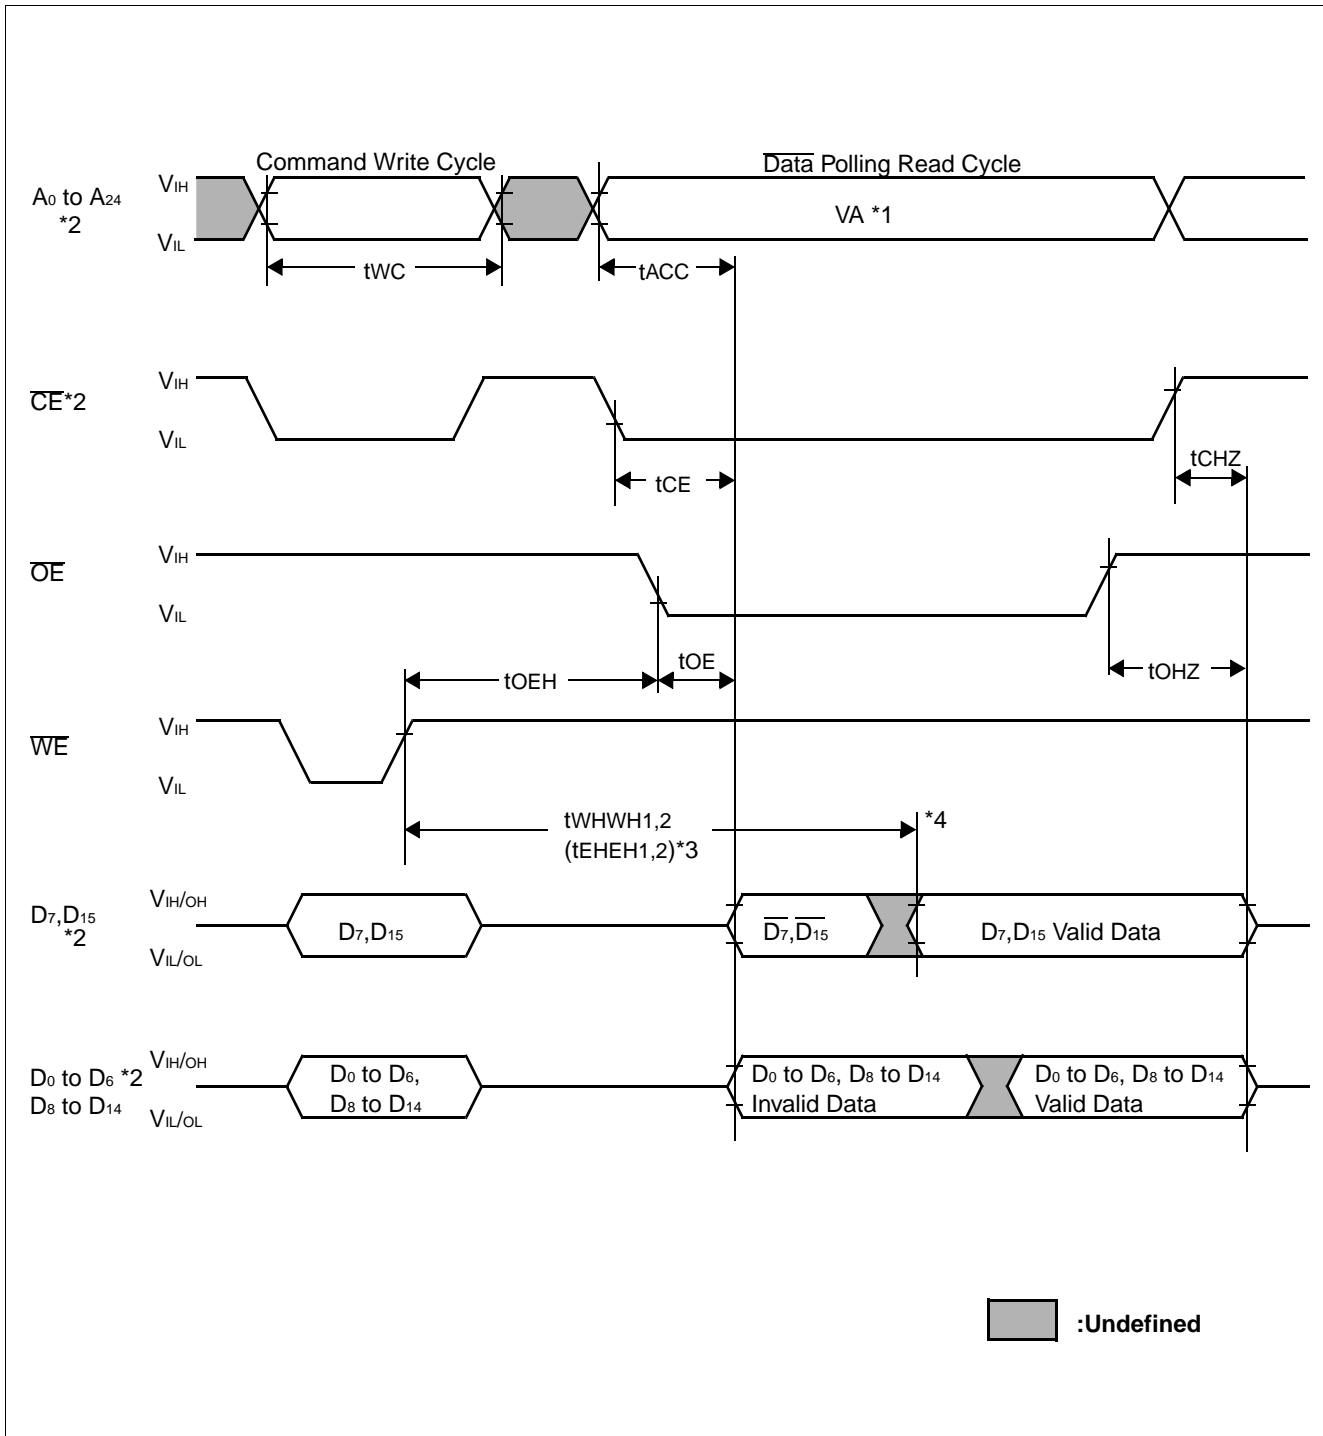 Command Write Cycle
Data Polling Read Cycle
A0 to A24
*2
VIH
VIL
VA *1
tWC
tACC
CE*2
VIH
VIL
tCE
tCHZ
OE
VIH
VIL
tOEH
tOE
tOHZ
WE
VIH
VIL
tWHWH1,2
(tEHEH1,2)*3
*4
D7,D15
*2
VIH/OH
VIL/OL
D7,D15
D7,D15
D7,D15 Valid Data
D0 to D6 *2
D8 to D14
VIH/OH
VIL/OL
D0 to D6,
D8 to D14
D0 to D6, D8 to D14
Invalid Data
D0 to D6, D8 to D14
Valid Data
:Undefined